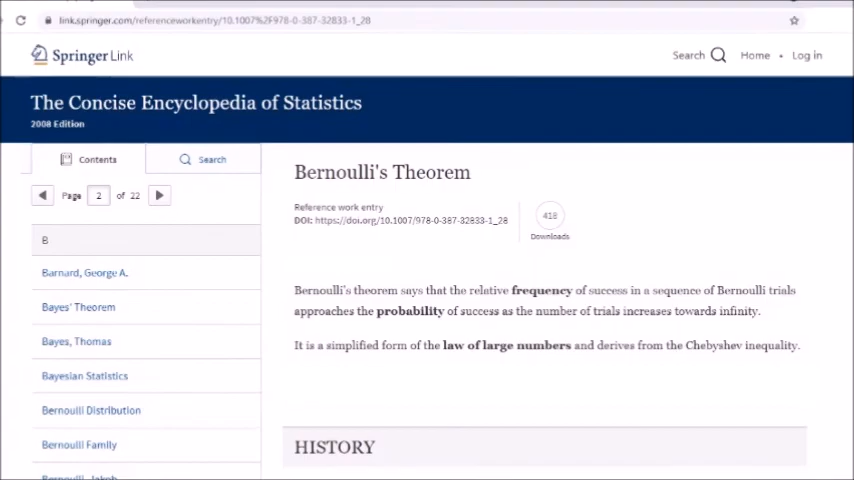 link.springer.com/referenceworkentry/10.1007%2F978-0-387-32833-1_28
Springer Link
Search
Home • Log in
The Concise Encyclopedia of Statistics
2008 Edition
Contents
Search
Page 2 of 22
B
Barnard, George A.
Bayes' Theorem
Bayes, Thomas
Bayesian Statistics
Bernoulli Distribution
Bernoulli Family
Bernoulli's Theorem
Reference work entry
DOI: https://doi.org/10.1007/978-0-387-32833-1_28
418
Downloads
Bernoulli's theorem says that the relative frequency of success in a sequence of Bernoulli trials
approaches the probability of success as the number of trials increases towards infinity.
It is a simplified form of the law of large numbers and derives from the Chebyshev inequality.
HISTORY